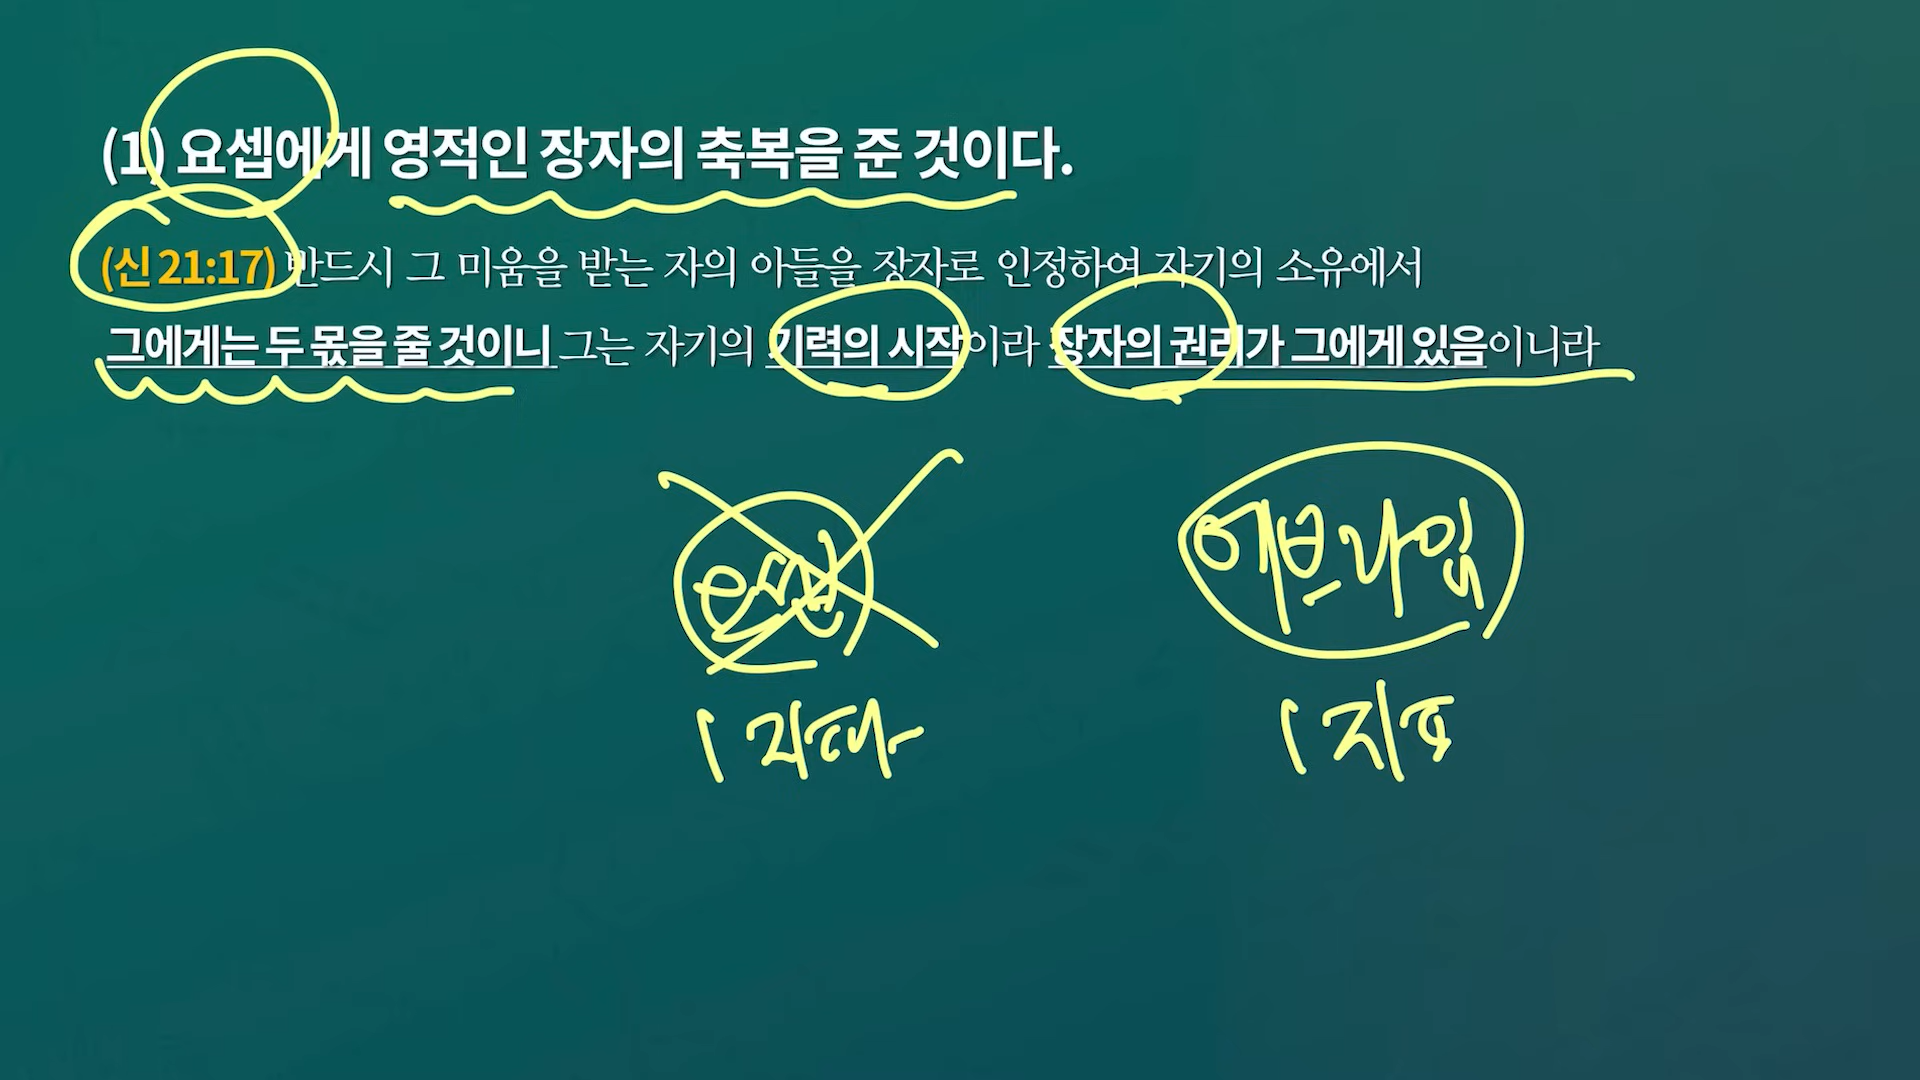 (1) 요셉에게 영적인 장자의 축복을 준 것이다.
(신 21:17) 반드시 그 미움을 받는 자의 아들을 장자로 인정하여 자기의 소유에서
그에게는 두 몫을 줄 것이니 그는 자기의 기력의 시작이라 장자의 권리가 그에게 있음이니라
에브라임
1 지파 1 지파